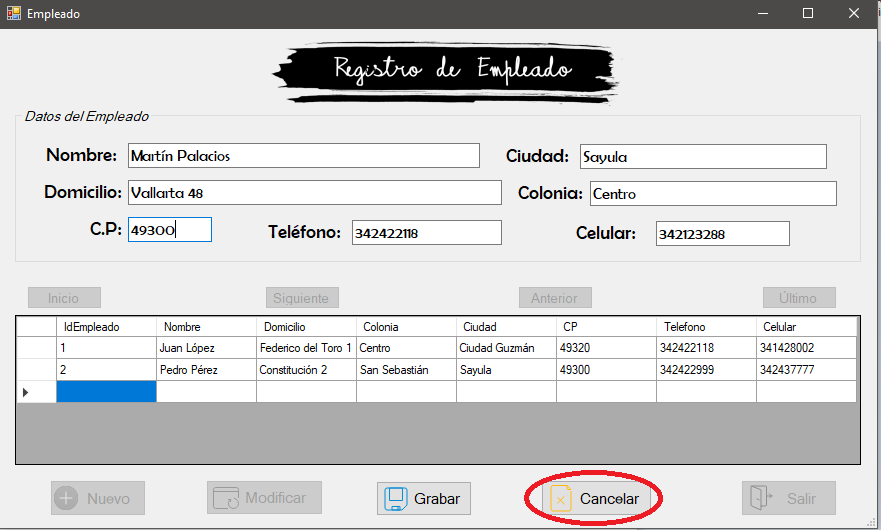 Empleado
Registro de Empleado
Datos del Empleado
Nombre: Martín Palacios Ciudad: Sayula
Domicilio: Vallarta 48 Colonia: Centro
C.P: 49300 Teléfono: 342422118 Celular: 342123288
Inicio Siguiente Anterior Último
IdEmpleado Nombre Domicilio Colonia Ciudad CP Telefono Celular
1 Juan López Federico del Toro 1 Centro Ciudad Guzmán 49320 342422118 341428002
2 Pedro Pérez Constitución 2 San Sebastián Sayula 49300 342422999 342437777
Nuevo Modificar Grabar Cancelar Salir